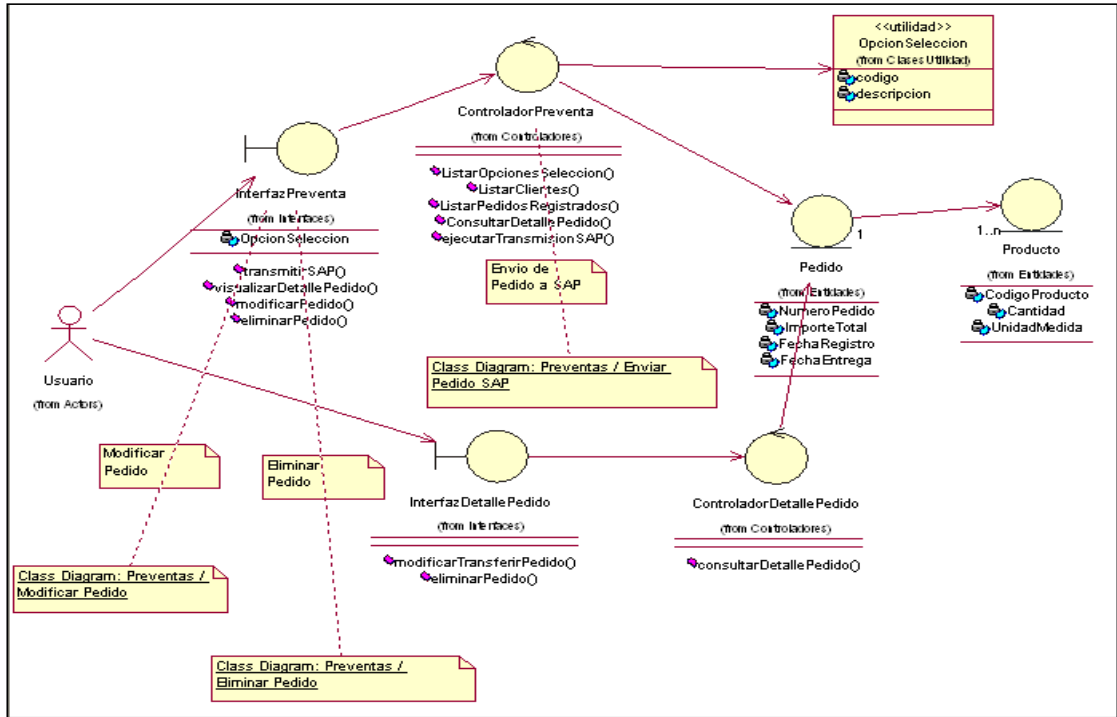 <<utilidad>>
OpcionSeleccion
(from Clases Utilidad)
codigo
descripcion
ControladorPreventa
(from Controladores)
ListarOpcionesSeleccion()
ListarClientes()
ListarPedidosRegistrados()
ConsultarDetallePedido()
ejecutarTransmisionSAP()
InterfazPreventa
(from Interfaces)
OpcionSeleccion
transmitirSAP()
visualizarDetallePedido()
modificarPedido()
eliminarPedido()
Envio de
Pedido a SAP
1
Pedido
(from Entidades)
NumeroPedido
ImporteTotal
FechaRegistro
FechaEntrega
1..n
Producto
(from Entidades)
CodigoProducto
Cantidad
UnidadMedida
Usuario
(from Actors)
Class Diagram: Preventas / Enviar
Pedido SAP
Modificar
Pedido
Eliminar
Pedido
InterfazDetallePedido
(from Interfaces)
modificarTransferirPedido()
eliminarPedido()
ControladorDetallePedido
(from Controladores)
consultarDetallePedido()
Class Diagram: Preventas /
Modificar Pedido
Class Diagram: Preventas /
Eliminar Pedido